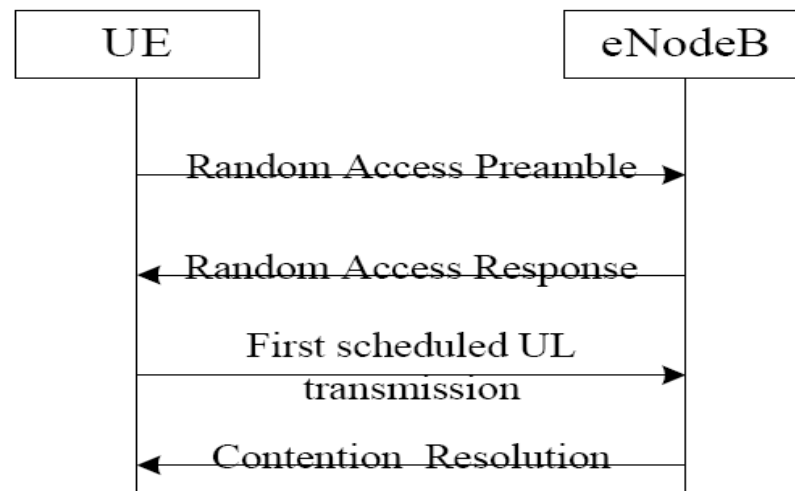 UE
eNodeB
Random Access Preamble
Random Access Response
First scheduled UL
transmission
Contention Resolution